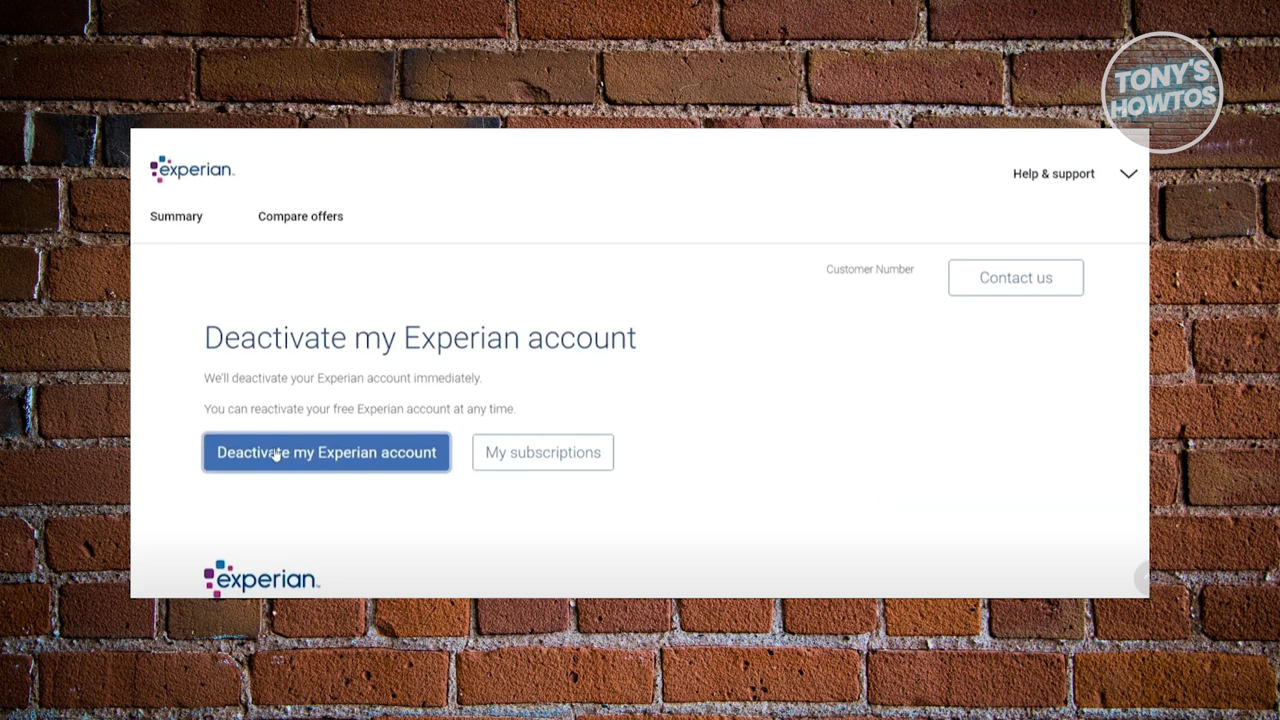 TONY'S
HOWTOS
experian.
Help & support
Summary
Compare offers
Customer Number
Contact us
Deactivate my Experian account
We'll deactivate your Experian account immediately.
You can reactivate your free Experian account at any time.
Deactivate my Experian account
My subscriptions
experian.